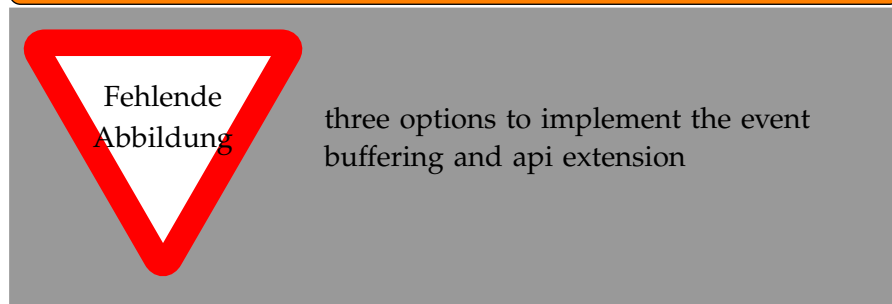 Fehlende
Abbildung
three options to implement the event
buffering and api extension